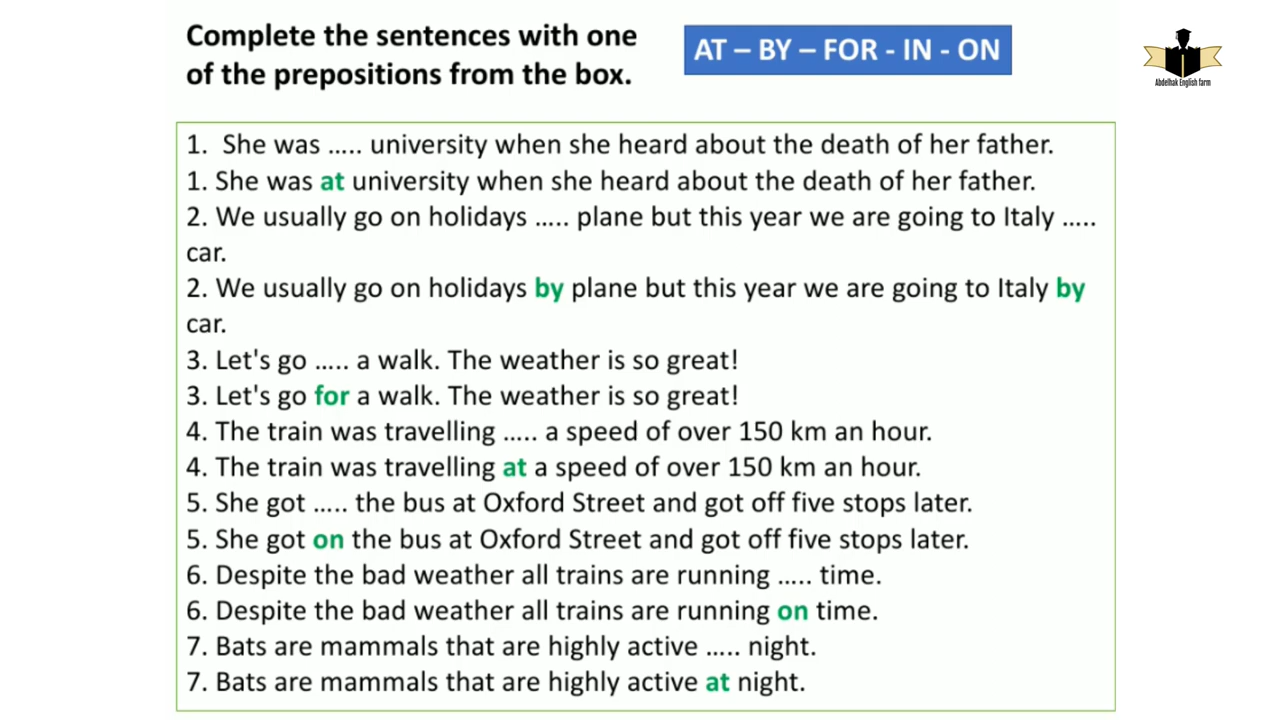 Complete the sentences with one
of the prepositions from the box.
AT – BY – FOR - IN - ON
Abdelhak English farm
1. She was ..... university when she heard about the death of her father.
1. She was at university when she heard about the death of her father.
2. We usually go on holidays ..... plane but this year we are going to Italy .....
car.
2. We usually go on holidays by plane but this year we are going to Italy by
car.
3. Let's go ..... a walk. The weather is so great!
3. Let's go for a walk. The weather is so great!
4. The train was travelling ..... a speed of over 150 km an hour.
4. The train was travelling at a speed of over 150 km an hour.
5. She got ..... the bus at Oxford Street and got off five stops later.
5. She got on the bus at Oxford Street and got off five stops later.
6. Despite the bad weather all trains are running ..... time.
6. Despite the bad weather all trains are running on time.
7. Bats are mammals that are highly active ..... night.
7. Bats are mammals that are highly active at night.